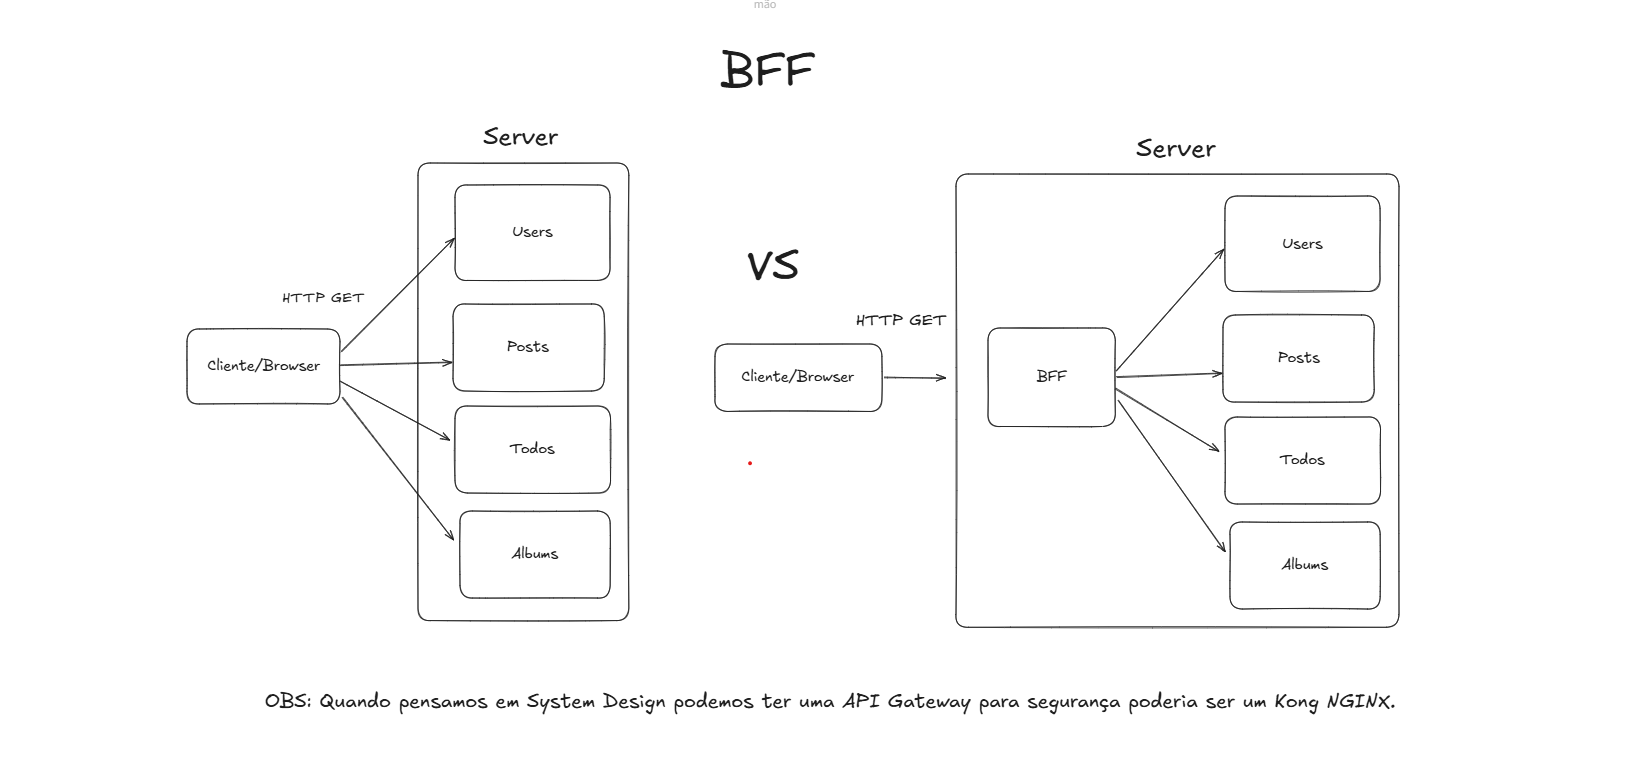 mão
BFF
Server
Users
HTTP GET
Cliente/Browser
Posts
Todos
Albums
VS
Server
Users
HTTP GET
Cliente/Browser
BFF
Posts
Todos
Albums
OBS: Quando pensamos em System Design podemos ter uma API Gateway para segurança poderia ser um Kong NGINX.